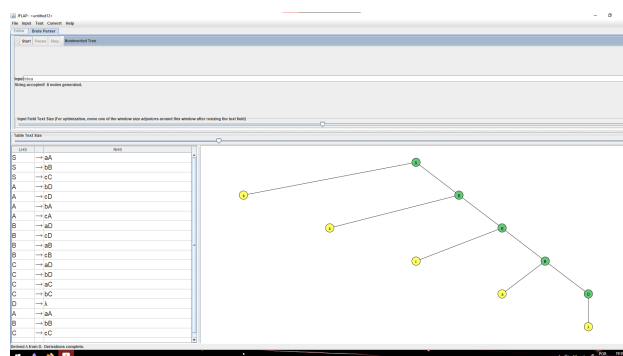 JFLAP : <untitled12>
File Input Test Convert Help
Editor Brute Parser
Start Pause Step Noninverted Tree
Input
String accepted! 8 nodes generated.
Input Field Text Size (For optimization, move one of the window size adjustors around this window after resizing the text field)
Table Text Size
LHS RHS
S → aA
S → bB
S → cC
A → bD
A → cD
A → bA
A → cA
B → aD
B → cD
B → aB
B → cB
C → aD
C → bD
C → aC
C → bC
D → λ
A → aA
B → bB
C → cC
S
B
B
B
D
λ
Derived λ from D. Derivations complete.
POR